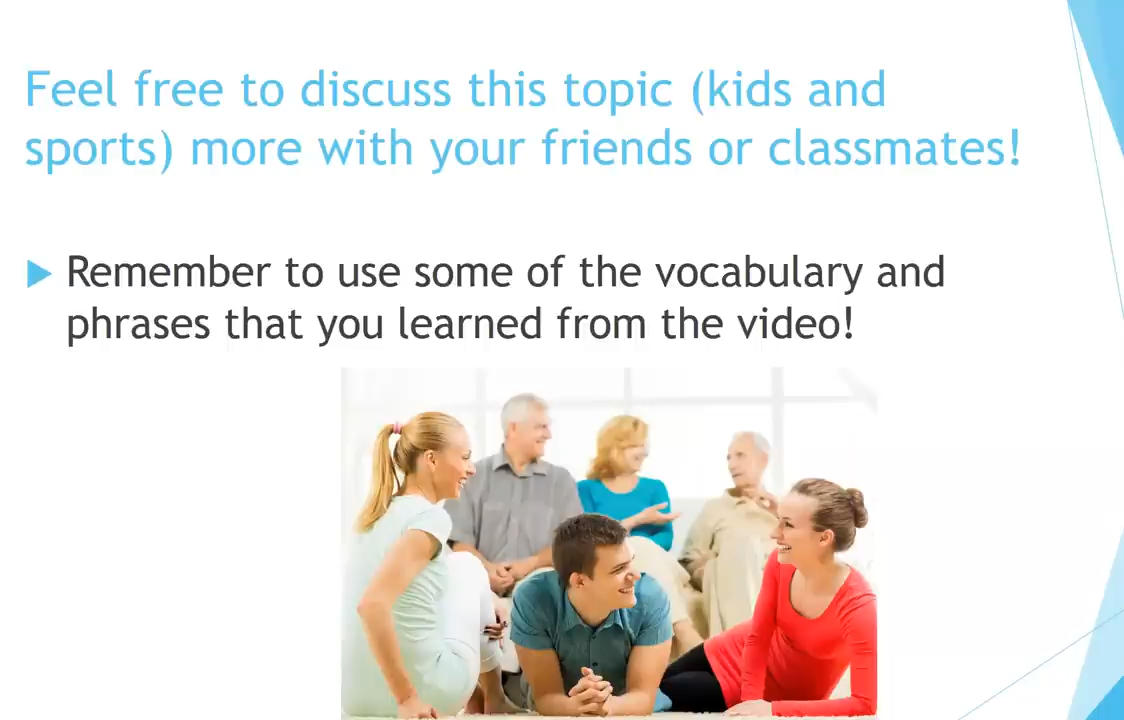 Feel free to discuss this topic (kids and
sports) more with your friends or classmates!
Remember to use some of the vocabulary and
phrases that you learned from the video!